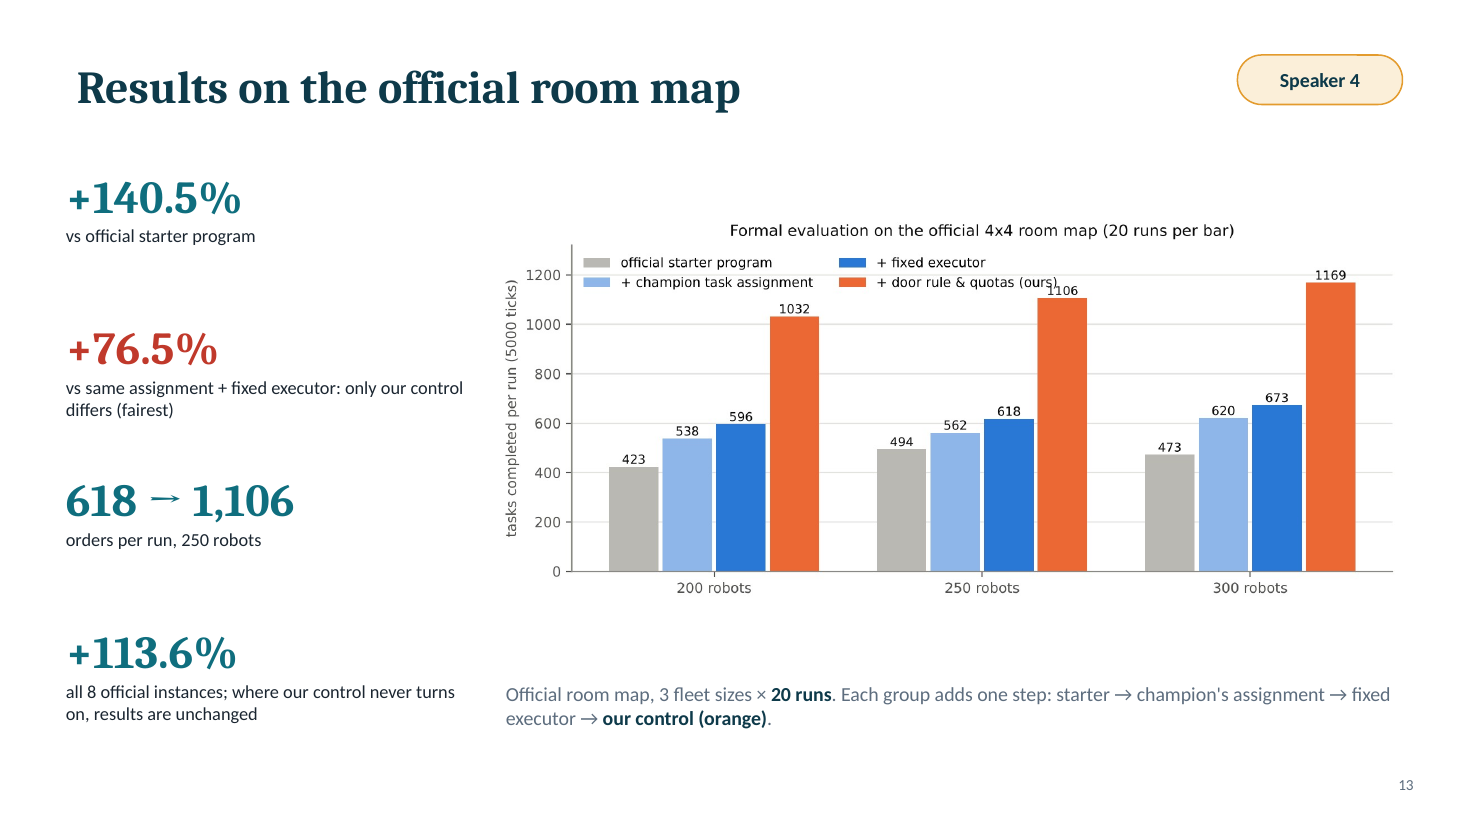 Results on the official room map
Speaker 4
+140.5%
vs official starter program
+76.5%
vs same assignment + fixed executor: only our control
differs (fairest)
618 → 1,106
orders per run, 250 robots
+113.6%
all 8 official instances; where our control never turns
on, results are unchanged
Formal evaluation on the official 4x4 room map (20 runs per bar)
official starter program
+ champion task assignment
+ fixed executor
+ door rule & quotas (ours)
tasks completed per run (5000 ticks)
1200
1000
800
600
400
200
0
423
538
596
1032
494
562
618
1106
473
620
673
1169
200 robots
250 robots
300 robots
Official room map, 3 fleet sizes × 20 runs. Each group adds one step: starter → champion's assignment → fixed
executor → our control (orange).
13